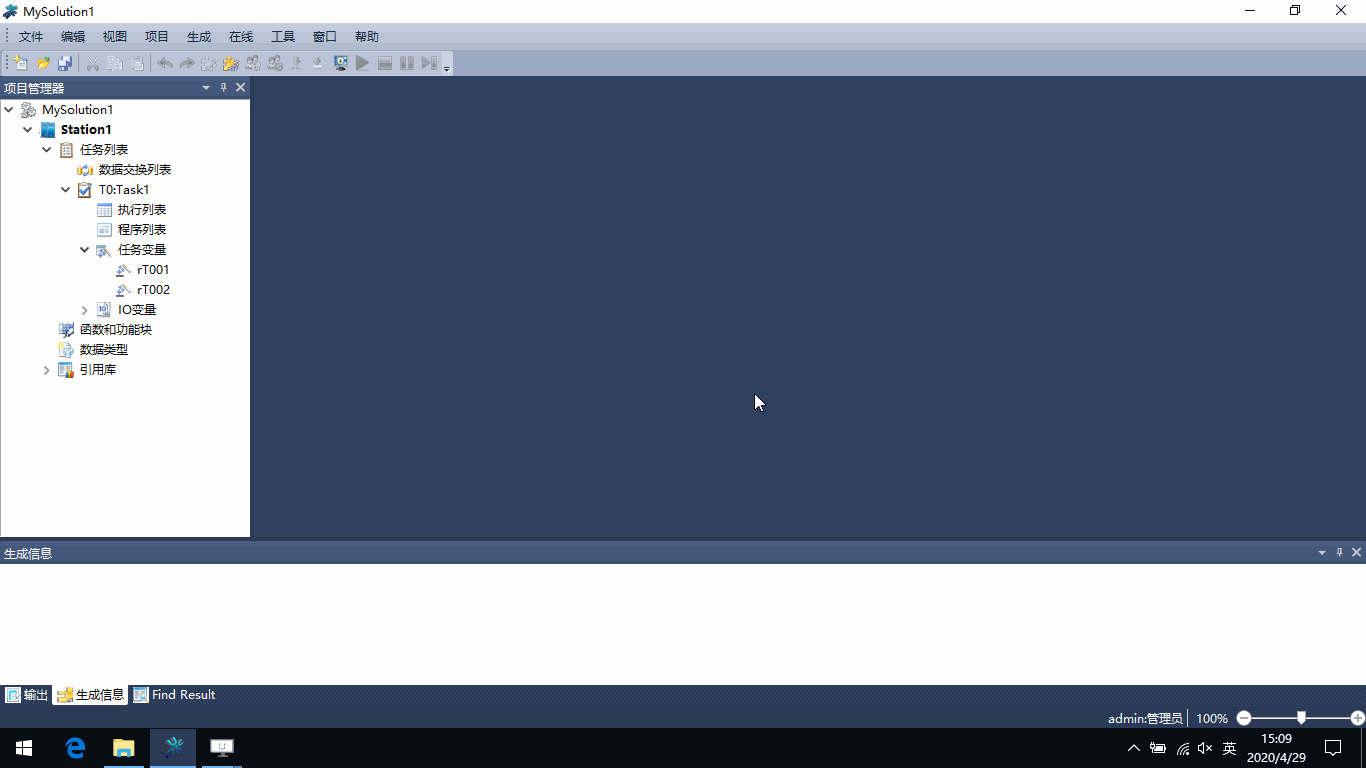 MySolution1
文件 编辑 视图 项目 生成 在线 工具 窗口 帮助
项目管理器
MySolution1
Station1
任务列表
数据交换列表
T0:Task1
执行列表
程序列表
任务变量
rT001
rT002
IO变量
函数和功能块
数据类型
引用库
生成信息
输出 生成信息 Find Result
admin:管理员 100%
英
15:09
2020/4/29